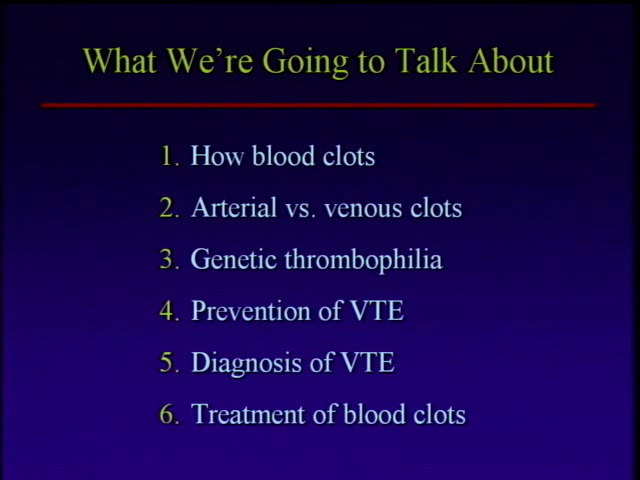 What We're Going to Talk About
1. How blood clots
2. Arterial vs. venous clots
3. Genetic thrombophilia
4. Prevention of VTE
5. Diagnosis of VTE
6. Treatment of blood clots